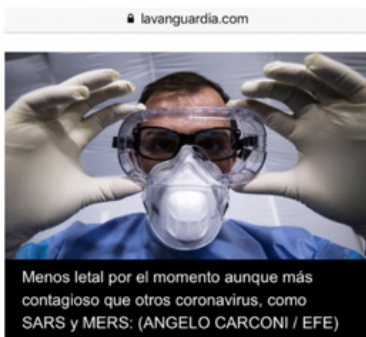 lavanguardia.com
Menos letal por el momento aunque más
contagioso que otros coronavirus, como
SARS y MERS: (ANGELO CARCONI / EFE)